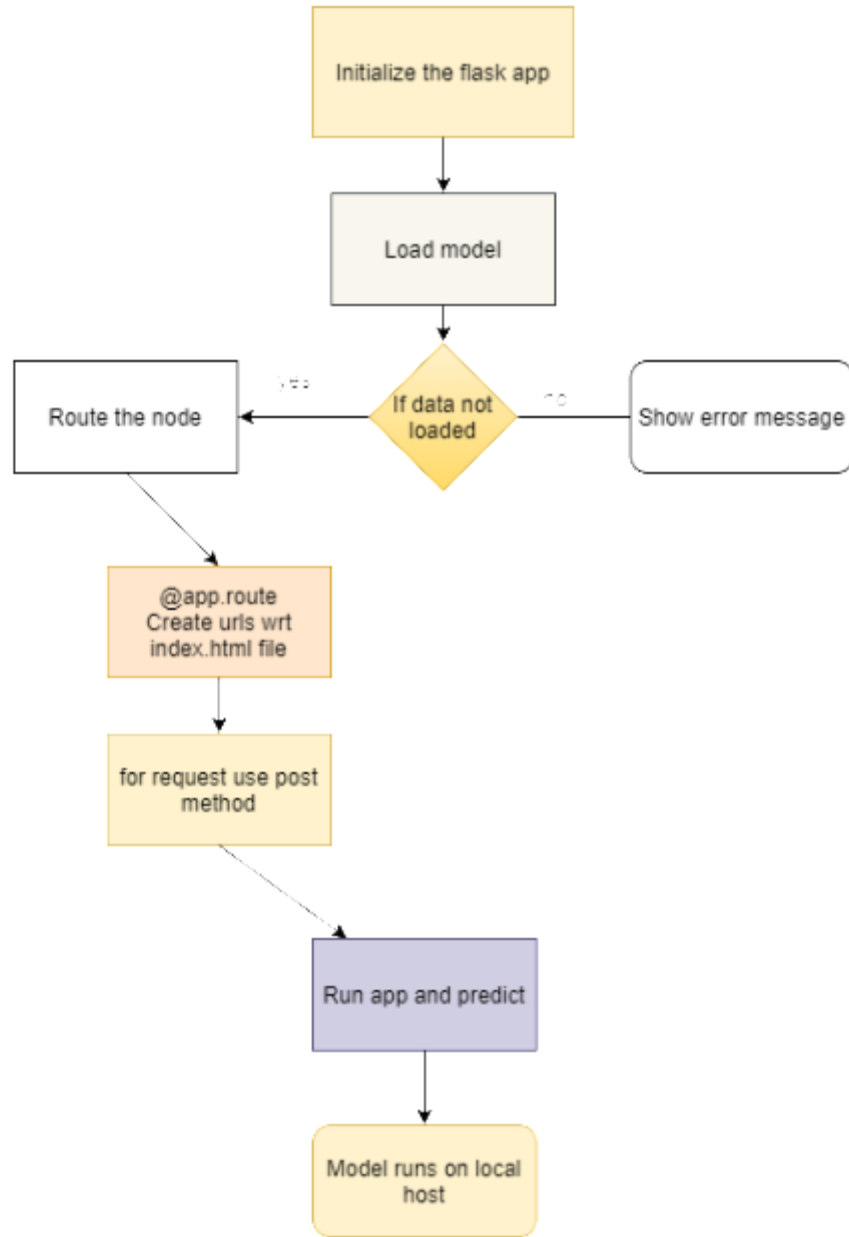 Initialize the flask app
Load model
yes
If data not
loaded
no
Route the node
Show error message
@app.route
Create urls wrt
index.html file
for request use post
method
Run app and predict
Model runs on local
host